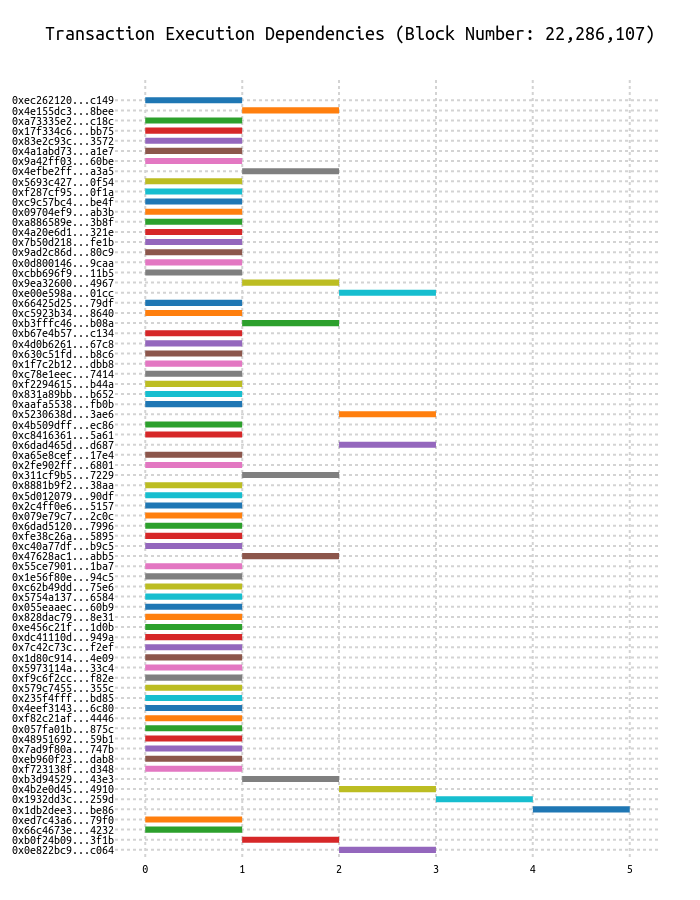 Transaction Execution Dependencies (Block Number: 22,286,107)
0xec262120...c149
0x4e155dc3...8bee
0xa73335e2...c18c
0x17f334c6...bb75
0x83e2c93c...3572
0x4a1abd73...a1e7
0x9a42ff03...60be
0x4efbe2ff...a3a5
0x5693c427...0f54
0xf287cf95...0f1a
0xc9c57bc4...be4f
0x09704ef9...ab3b
0xa886589e...3b8f
0x4a20e6d1...321e
0x7b50d218...fe1b
0x9ad2c86d...80c9
0x0d800146...9caa
0xcbb696f9...11b5
0x9ea32600...4967
0xe00e598a...01cc
0x66425d25...79df
0xc5923b34...8640
0xb3fffc46...b08a
0xb67e4b57...c134
0x4d0b6261...67c8
0x630c51fd...b8c6
0x1f7c2b12...dbb8
0xc78e1eec...7414
0xf2294615...b44a
0x831a89bb...b652
0xaafa5538...fb0b
0x5230638d...3ae6
0x4b509dff...ec86
0xc8416361...5a61
0x6dad465d...d687
0xa65e8cef...17e4
0x2fe902ff...6801
0x311cf9b5...7229
0x8881b9f2...38aa
0x5d012079...90df
0x2c4ff0e6...5157
0x079e79c7...2c0c
0x6dad5120...7996
0xfe38c26a...5895
0xc40a77df...b9c5
0x47628ac1...abb5
0x55ce7901...1ba7
0x1e56f80e...94c5
0xc62b49dd...75e6
0x5754a137...6584
0x055eaaec...60b9
0x828dac79...8e31
0xe456c21f...1d0b
0xdc41110d...949a
0x7c42c73c...f2ef
0x1d80c914...4e09
0x5973114a...33c4
0xf9c6f2cc...f82e
0x579c7455...355c
0x235f4fff...bd85
0x4eef3143...6c80
0xf82c21af...4446
0x057fa01b...875c
0x48951692...59b1
0x7ad9f80a...747b
0xeb960f23...dab8
0xf723138f...d348
0xb3d94529...43e3
0x4b2e0d45...4910
0x1932dd3c...259d
0x1db2dee3...be86
0xed7c43a6...79f0
0x66c4673e...4232
0xb0f24b09...3f1b
0x0e822bc9...c064
0 1 2 3 4 5